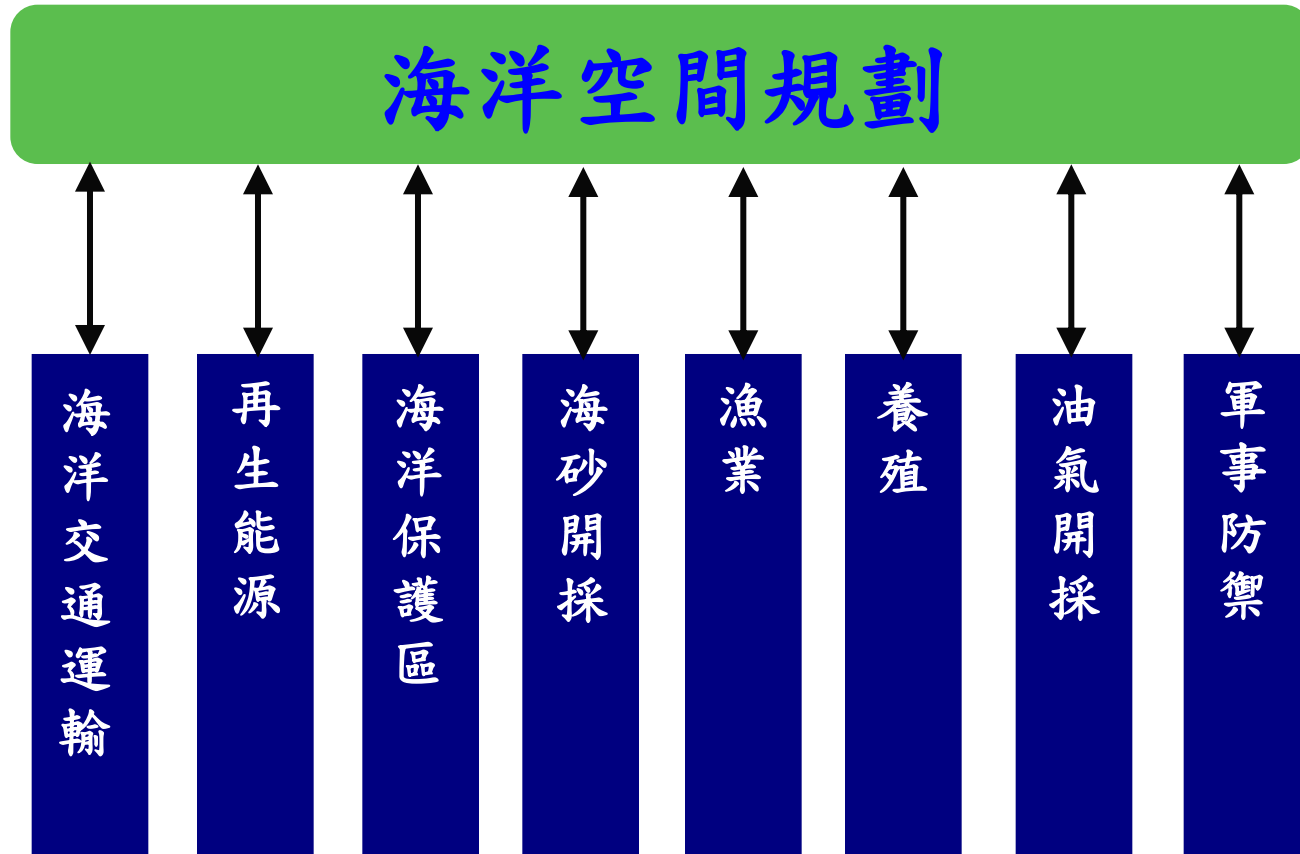 海洋空間規劃
海洋交通運輸
再生能源
海洋保護區
海砂開採
漁業
養殖
油氣開採
軍事防禦